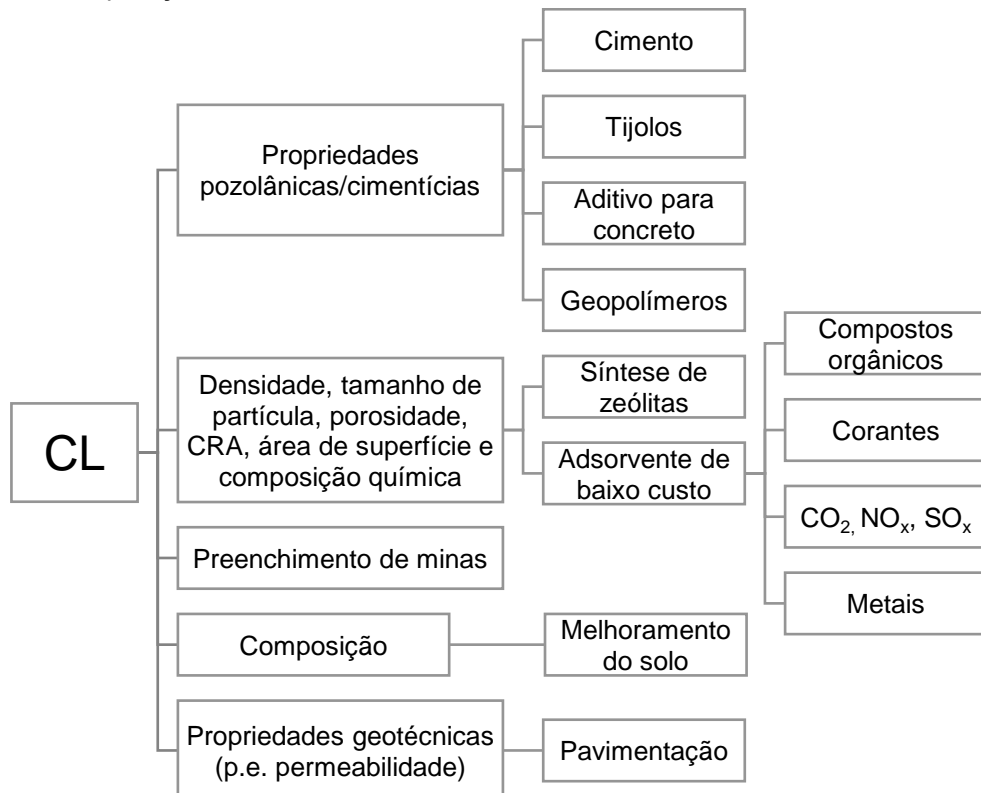 CL
Propriedades
pozolânicas/cimentícias
Cimento
Tijolos
Aditivo para
concreto
Geopolímeros
Densidade, tamanho de
partícula, porosidade,
CRA, área de superfície e
composição química
Síntese de
zeólitas
Adsorvente de
baixo custo
Compostos
orgânicos
Corantes
CO₂, NOₓ, SOₓ
Metais
Preenchimento de minas
Composição
Melhoramento
do solo
Propriedades geotécnicas
(p.e. permeabilidade)
Pavimentação